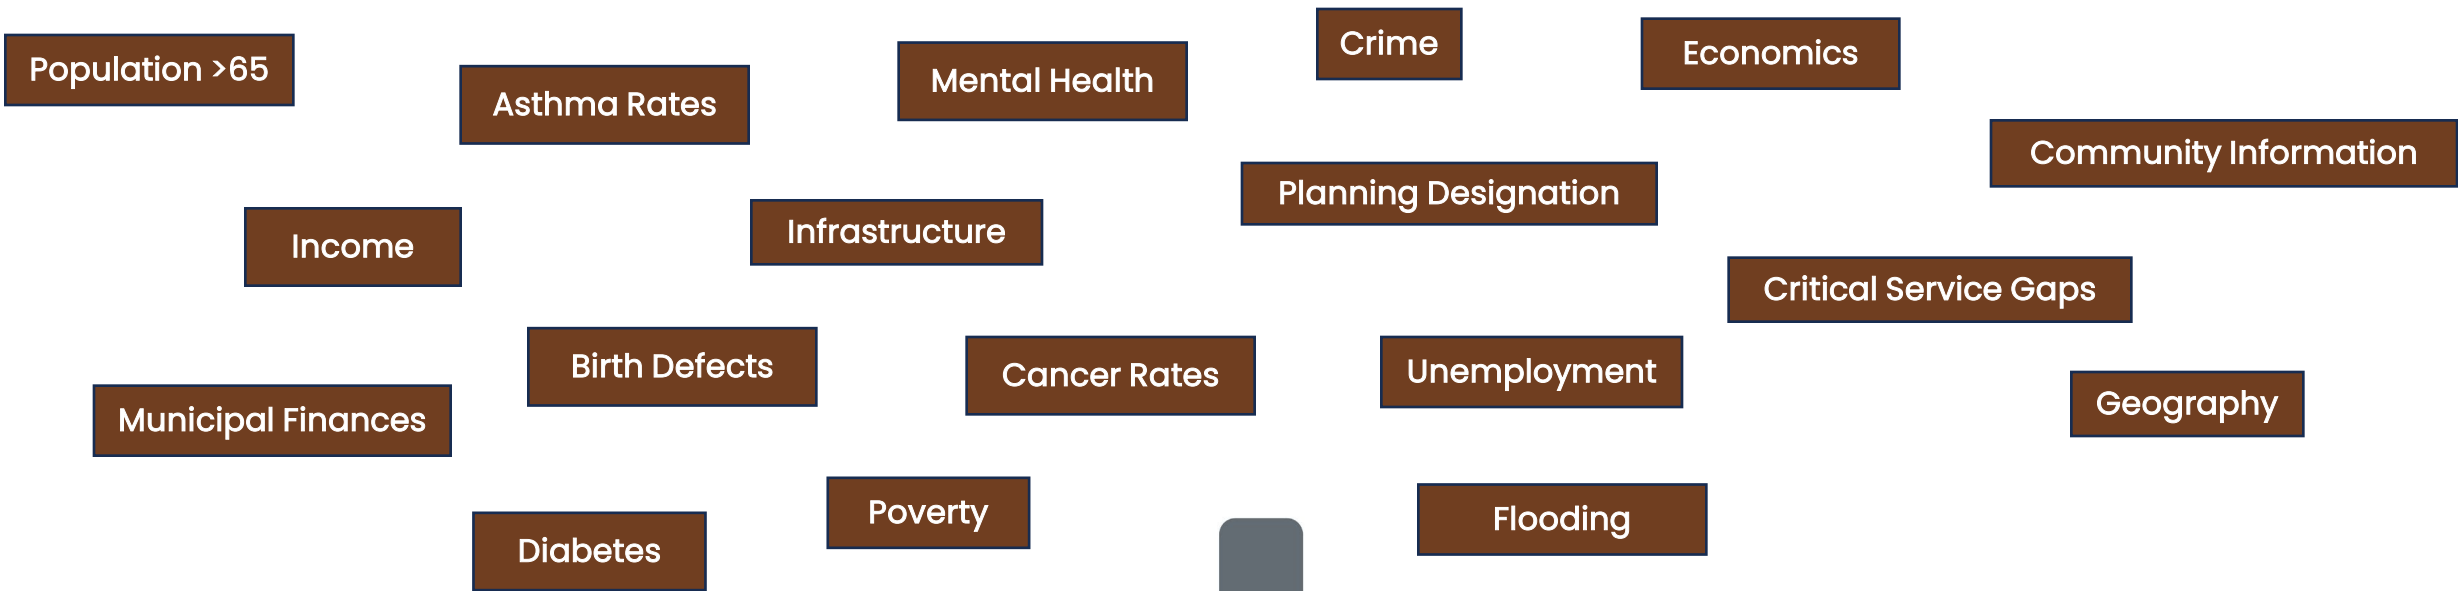 Population >65
Asthma Rates
Mental Health
Crime
Economics
Community Information
Income
Infrastructure
Planning Designation
Critical Service Gaps
Municipal Finances
Birth Defects
Cancer Rates
Unemployment
Geography
Diabetes
Poverty
Flooding